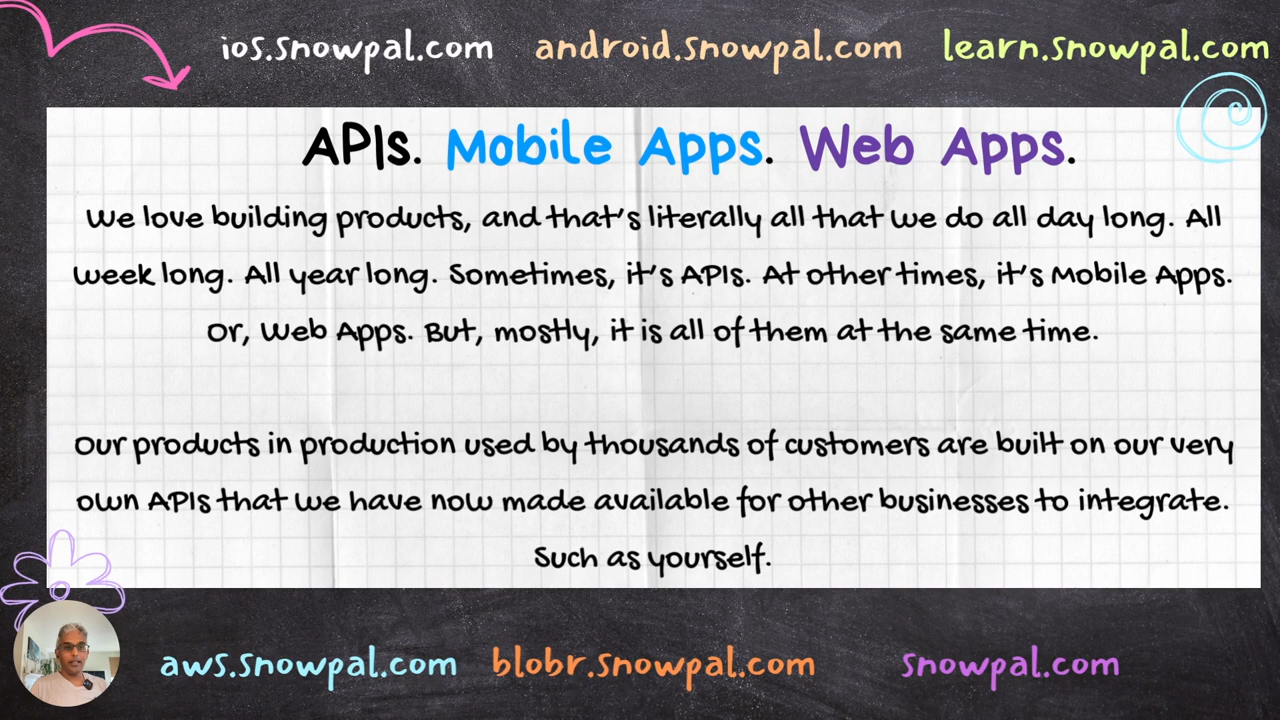 ios.snowpal.com android.snowpal.com learn.snowpal.com
APIs. Mobile Apps. Web Apps.
We love building products, and that's literally all that we do all day long. All
week long. All year long. Sometimes, it's APIs. At other times, it's Mobile Apps.
Or, Web Apps. But, mostly, it is all of them at the same time.
Our products in production used by thousands of customers are built on our very
own APIs that we have now made available for other businesses to integrate.
Such as yourself.
aws.snowpal.com blobr.snowpal.com snowpal.com